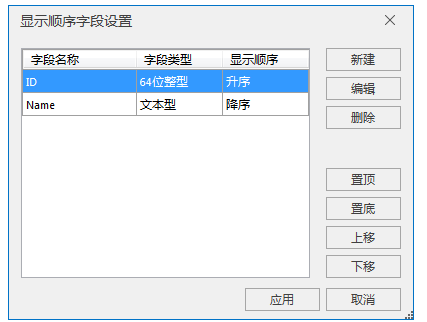 显示顺序字段设置
字段名称 字段类型 显示顺序
ID 64位整型 升序
Name 文本型 降序
新建
编辑
删除
置顶
置底
上移
下移
应用 取消